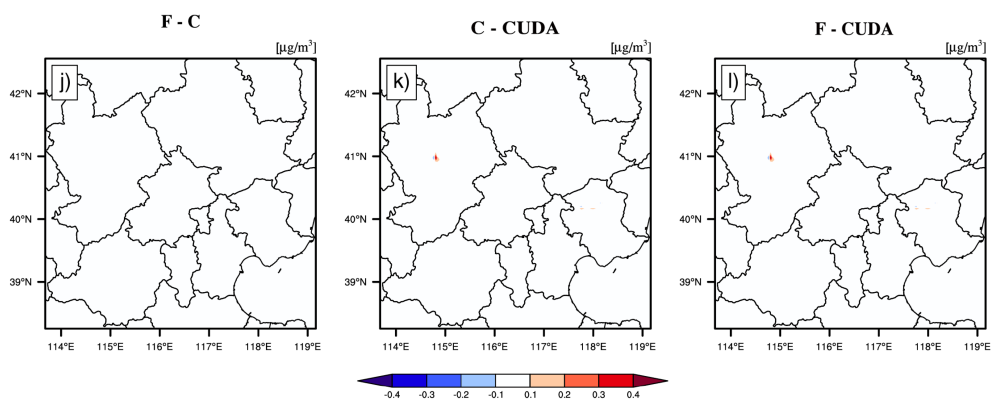 F - C
C - CUDA
F - CUDA
[μg/m³]
[μg/m³]
[μg/m³]
j)
k)
l)
42°N
41°N
40°N
39°N
42°N
41°N
40°N
39°N
42°N
41°N
40°N
39°N
114°E 115°E 116°E 117°E 118°E 119°E
114°E 115°E 116°E 117°E 118°E 119°E
114°E 115°E 116°E 117°E 118°E 119°E
-0.4 -0.3 -0.2 -0.1 0.1 0.2 0.3 0.4